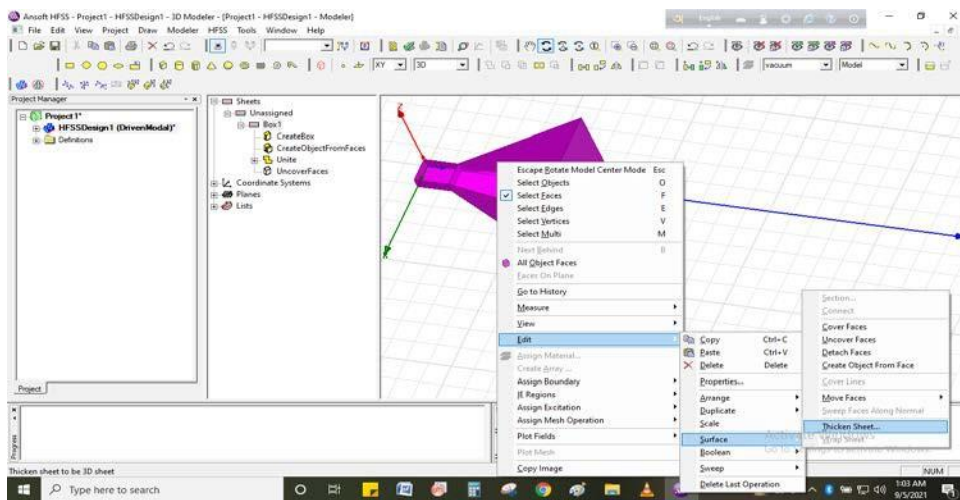 Ansoft HFSS - Project1 - HFSSDesign1 - 3D Modeler - [Project1 - HFSSDesign1 - Modeler]
File Edit View Project Draw Modeler HFSS Tools Window Help
XY
3D
vacuum
Model
Project Manager
Project1*
HFSSDesign1 (DrivenModal)*
Definitions
Project
Sheets
Unassigned
Box1
CreateBox
CreateObjectFromFaces
Unite
UncoverFaces
Coordinate Systems
Planes
Lists
Z
Escape Rotate Model Center Mode Esc
Select Objects O
Select Faces F
Select Edges E
Select Vertices V
Select Multi M
Next Behind B
All Object Faces
Faces On Plane
Go to History
Measure
View
Edit
Assign Material...
Create Array ...
Assign Boundary
Assign Excitation
Assign Mesh Operation
Plot Fields
Plot Mesh
Copy Image
Copy Ctrl+C
Paste Ctrl+V
Delete Delete
Properties...
Arrange
Duplicate
Scale
Surface
Boolean
Sweep
Delete Last Operation
Section...
Connect
Cover Faces
Uncover Faces
Detach Faces
Create Object From Face
Cover Lines
Move Faces
Sweep Faces Along Normal
Thicken Sheet...
Wrap Sheet...
Progress
Thicken sheet to be 3D sheet
NUM
Type here to search
1:03 AM
9/5/2021